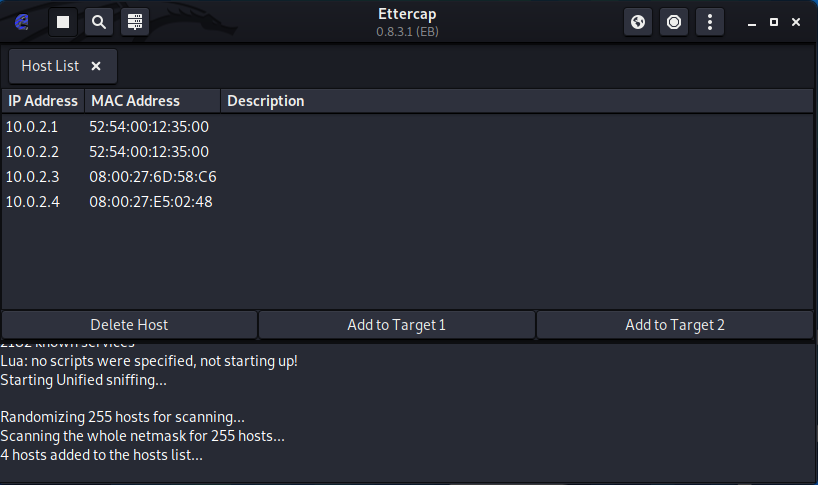 Ettercap
0.8.3.1 (EB)
Host List
IP Address MAC Address Description
10.0.2.1 52:54:00:12:35:00
10.0.2.2 52:54:00:12:35:00
10.0.2.3 08:00:27:6D:58:C6
10.0.2.4 08:00:27:E5:02:48
Delete Host Add to Target 1 Add to Target 2
2182 known services
Lua: no scripts were specified, not starting up!
Starting Unified sniffing...
Randomizing 255 hosts for scanning...
Scanning the whole netmask for 255 hosts...
4 hosts added to the hosts list...